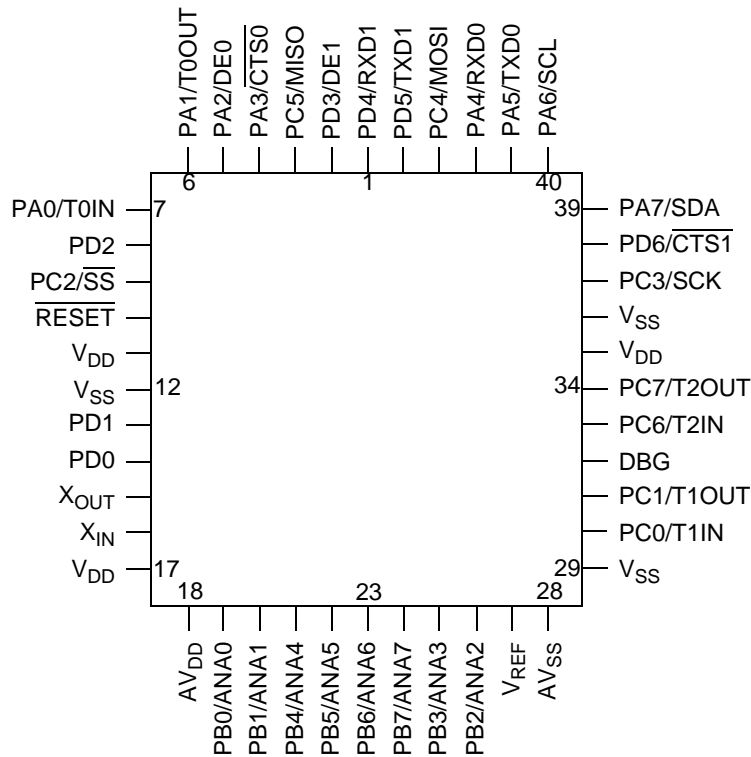 PA1/T0OUT
PA2/DE0
PA3/CTS0
PC5/MISO
PD3/DE1
PD4/RXD1
PD5/TXD1
PC4/MOSI
PA4/RXD0
PA5/TXD0
PA6/SCL
6
1
40
PA0/T0IN
7
39
PA7/SDA
PD2
PD6/CTS1
PC2/SS
PC3/SCK
RESET
VSS
VDD
VDD
VSS
12
34
PC7/T2OUT
PD1
PC6/T2IN
PD0
DBG
XOUT
PC1/T1OUT
XIN
PC0/T1IN
VDD
17
29
VSS
18
23
28
AVDD
PB0/ANA0
PB1/ANA1
PB4/ANA4
PB5/ANA5
PB6/ANA6
PB7/ANA7
PB3/ANA3
PB2/ANA2
VREF
AVSS